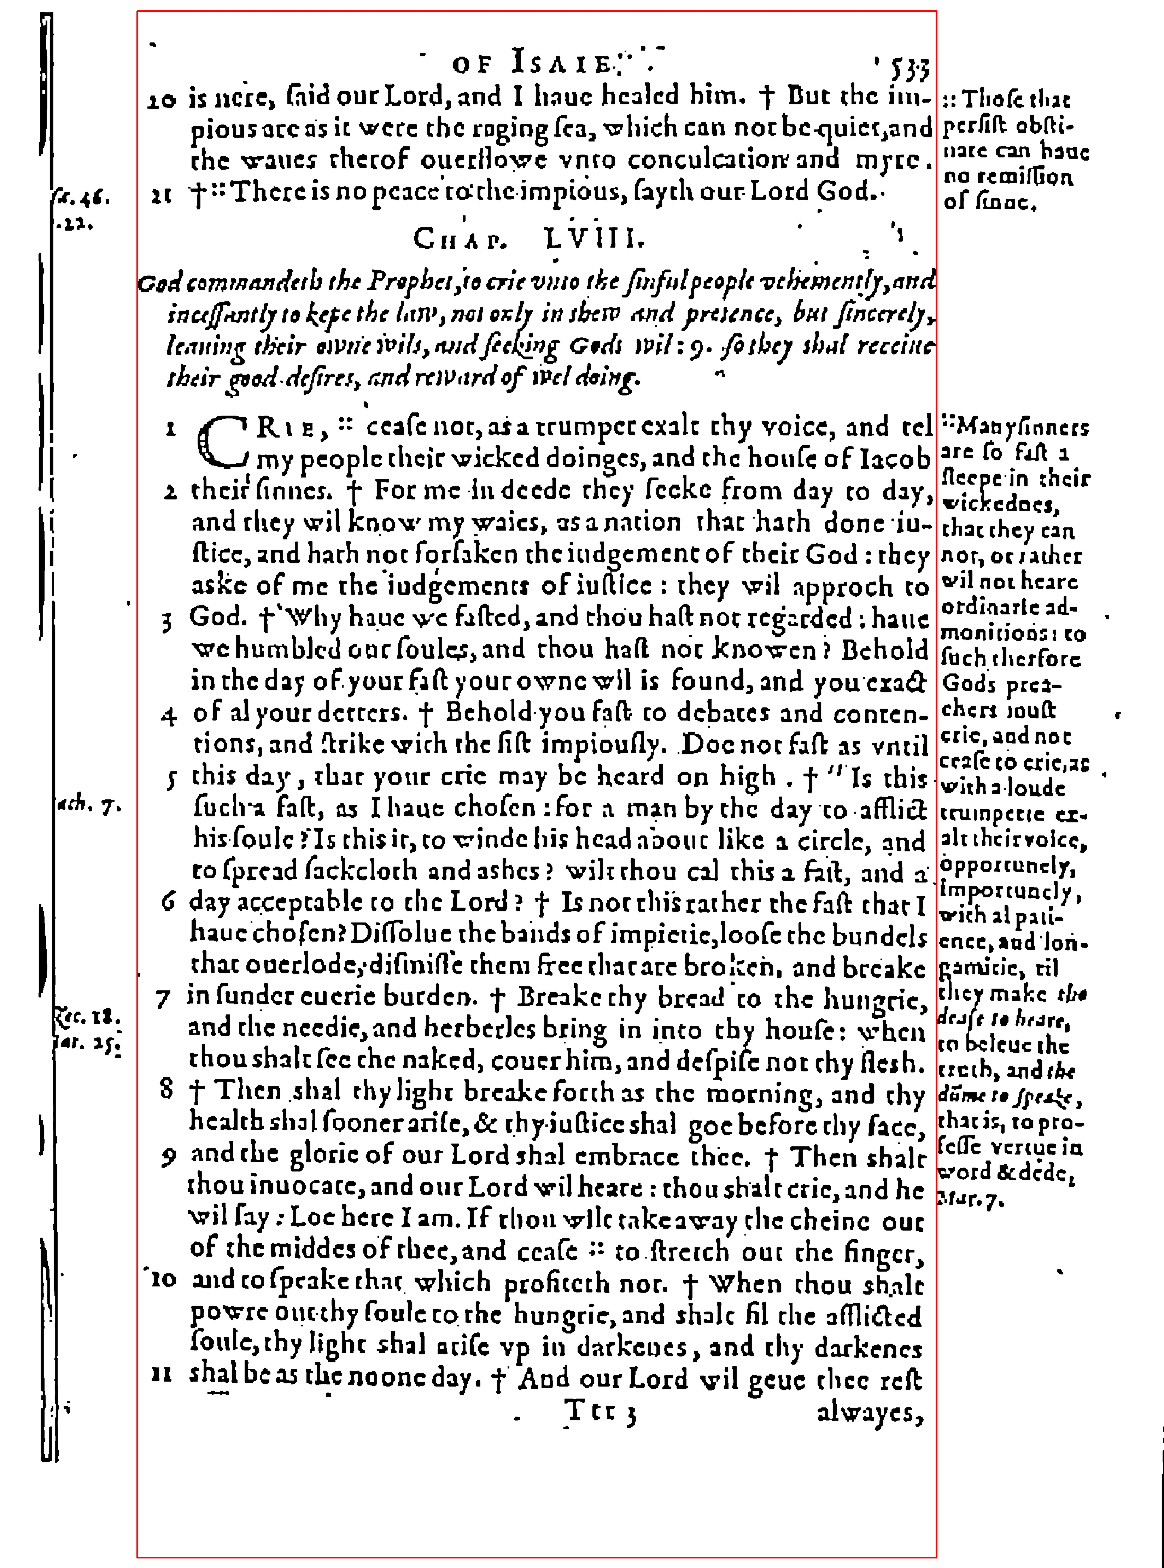 OF ISAIE. 533
20 is nere, ſaid our Lord, and I haue healed him. † But the im-
pious are as it were the raging ſea, which can not be quiet, and
the waues therof ouerflowe vnto conculcation and myre.
21 † :: There is no peace to the impious, ſayth our Lord God.
:: Thoſe that
perſiſt obſti-
nate can haue
no remiſſion
of ſinne.
46.
22.
CHAP. LVIII.
God commandeth the Prophet, to crie vnto the ſinful people vehemently, and
inceſſantly to kepe the law, not only in shew and pretence, but ſincerely,
leauing their owne wils, and ſeeking Gods wil: 9. ſo they shal receiue
their good deſires, and reward of wel doing.
1 CRIE, :: ceaſe not, as a trumpet exalt thy voice, and tel
my people their wicked doinges, and the houſe of Iacob
2 their ſinnes. † For me in deede they ſeeke from day to day,
and they wil know my waies, as a nation that hath done iu-
ſtice, and hath not forſaken the iudgement of their God: they
aske of me the iudgements of iuſtice: they wil approch to
3 God. † Why haue we faſted, and thou haſt not regarded: haue
we humbled our ſoules, and thou haſt not knowen? Behold
in the day of your faſt your owne wil is found, and you exact
4 of al your detters. † Behold you faſt to debates and conten-
tions, and ſtrike with the fiſt impiouſly. Doe not faſt as vntil
5 this day, that your crie may be heard on high. † " Is this
ſuch a faſt, as I haue choſen: for a man by the day to afflict
his ſoule? Is this it, to winde his head about like a circle, and
to ſpread ſackcloth and ashes? wilt thou cal this a faſt, and a
6 day acceptable to the Lord? † Is not this rather the faſt that I
haue choſen? Diſſolue the bands of impietie, looſe the bundels
that ouerlode, diſmiſſe them free that are broken, and breake
7 in ſunder euerie burden. † Breake thy bread to the hungrie,
and the needie, and herberles bring in into thy houſe: when
thou shalt ſee the naked, couer him, and deſpiſe not thy flesh.
8 † Then shal thy light breake forth as the morning, and thy
health shal ſooner ariſe, & thy iuſtice shal goe before thy face,
9 and the glorie of our Lord shal embrace thee. † Then shalt
thou inuocate, and our Lord wil heare: thou shalt crie, and he
wil ſay: Loe here I am. If thou wilt take away the cheine out
of the middes of thee, and ceaſe :: to ſtretch out the finger,
10 and to ſpeake that which profiteth not. † When thou shalt
powre out thy ſoule to the hungrie, and shalt fil the afflicted
ſoule, thy light shal ariſe vp in darkenes, and thy darkenes
11 shal be as the noone day. † And our Lord wil geue thee reſt
Ttt 3 alwayes,
:: Many ſinners
are ſo faſt a
ſleepe in their
wickednes,
that they can
not, or rather
wil not heare
ordinarie ad-
monitions: to
ſuch therfore
Gods prea-
chers muſt
crie, and not
ceaſe to crie, as
with a loude
trumpette ex-
alt their voice,
opportunely,
importunely,
with al pati-
ence, and lon-
gamitie, til
they make the
deafe to heare,
to beleue the
truth, and the
dūme to ſpeake,
that is, to pro-
feſſe vertue in
word & dede,
Mar. 7.
ach. 7.
18.
25.